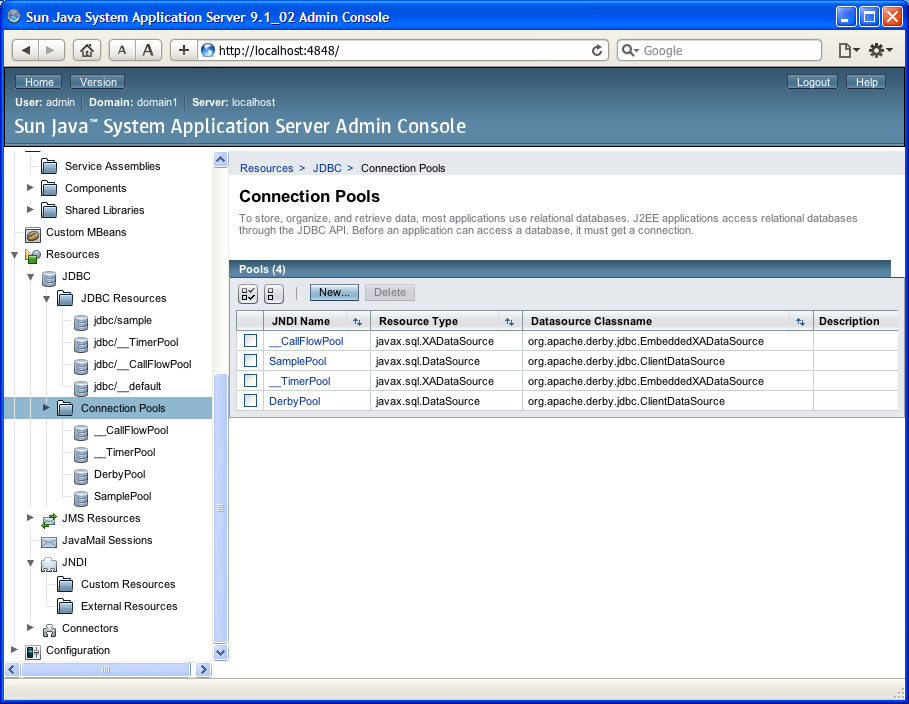 Sun Java System Application Server 9.1_02 Admin Console
A A + http://localhost:4848/ Google
Home Version Logout Help
User: admin Domain: domain1 Server: localhost
Sun Java™ System Application Server Admin Console
Service Assemblies
Components
Shared Libraries
Custom MBeans
Resources
JDBC
JDBC Resources
jdbc/sample
jdbc/__TimerPool
jdbc/__CallFlowPool
jdbc/__default
Connection Pools
__CallFlowPool
__TimerPool
DerbyPool
SamplePool
JMS Resources
JavaMail Sessions
JNDI
Custom Resources
External Resources
Connectors
Configuration
Resources > JDBC > Connection Pools
Connection Pools
To store, organize, and retrieve data, most applications use relational databases. J2EE applications access relational databases
through the JDBC API. Before an application can access a database, it must get a connection.
Pools (4)
New... Delete
JNDI Name Resource Type Datasource Classname Description
__CallFlowPool javax.sql.XADataSource org.apache.derby.jdbc.EmbeddedXADataSource
SamplePool javax.sql.DataSource org.apache.derby.jdbc.ClientDataSource
__TimerPool javax.sql.XADataSource org.apache.derby.jdbc.EmbeddedXADataSource
DerbyPool javax.sql.DataSource org.apache.derby.jdbc.ClientDataSource